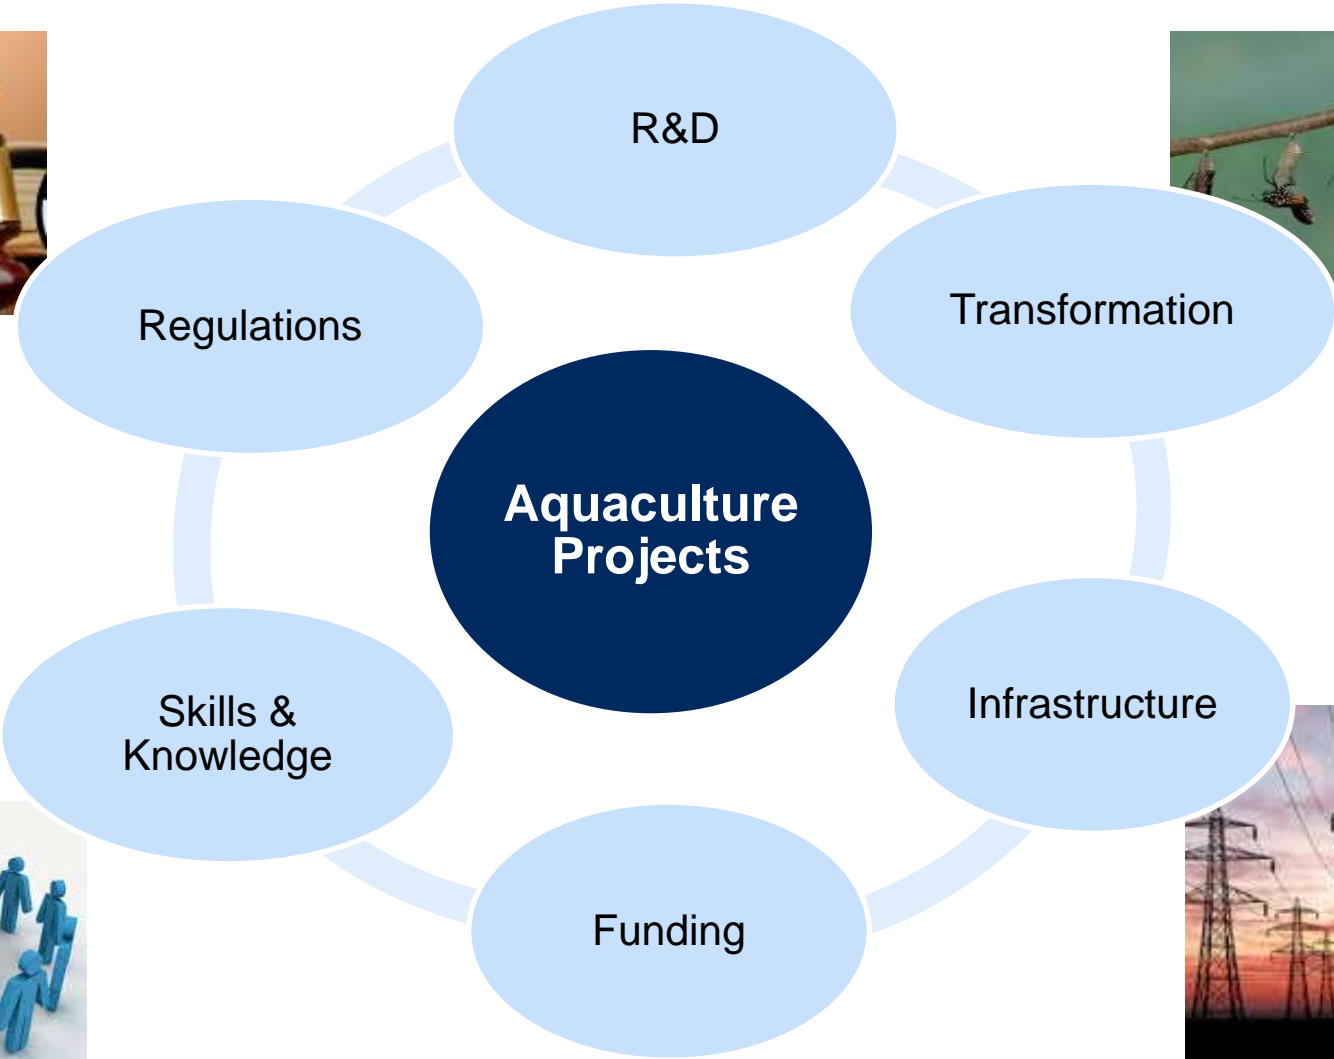 R&D
Transformation
Regulations
Aquaculture
Projects
Infrastructure
Skills &
Knowledge
Funding